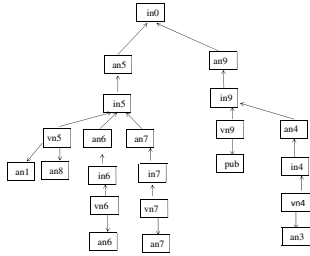 in0
an5
an9
in5
in9
vn5
an6
an7
vn9
an4
an1
an8
in6
in7
pub
in4
vn6
vn7
vn4
an6
an7
an3